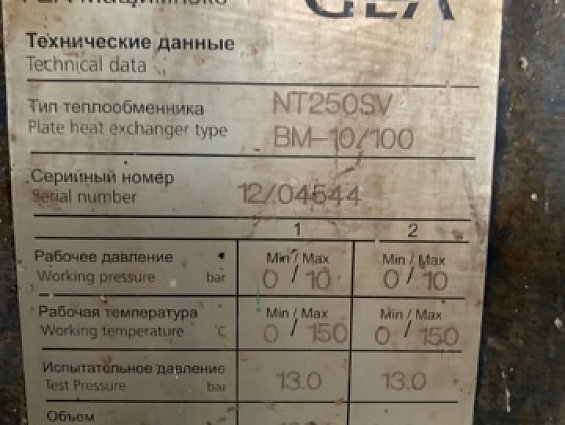 GEA
Технические данные
Technical data
Тип теплообменника NT250SV
Plate heat exchanger type BM-10/100
Серийный номер
Serial number 12/04544
1 2
Рабочее давление Min / Max Min / Max
Working pressure bar 0 / 10 0 / 10
Рабочая температура Min / Max Min / Max
Working temperature °C 0 / 150 0 / 150
Испытательное давление
Test Pressure bar 13.0 13.0
Объем